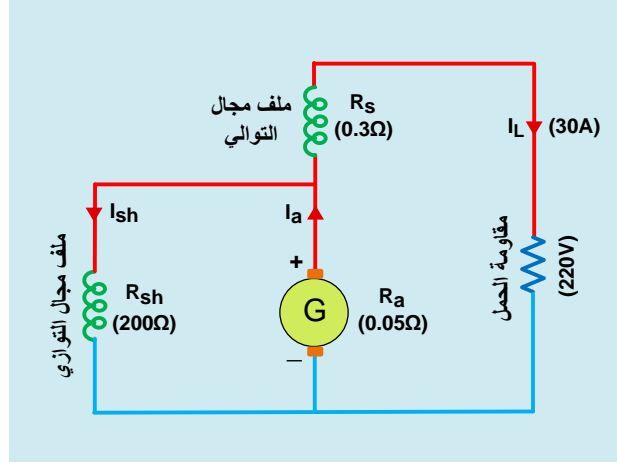 ملف مجال
التوالي
Rs
(0.3Ω)
IL (30A)
Ish
Ia
مقاومة الحمل
(220V)
ملف مجال التوازي
Rsh
(200Ω)
+
G
Ra
(0.05Ω)
—